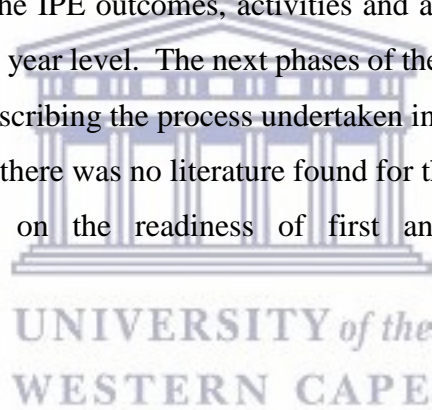 he IPE outcomes, activities and a
year level. The next phases of the
scribing the process undertaken in
there was no literature found for t
on the readiness of first an
UNIVERSITY of the
WESTERN CAPE